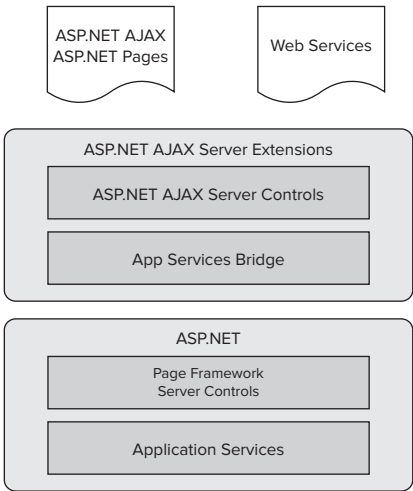 ASP.NET AJAX
ASP.NET Pages
Web Services
ASP.NET AJAX Server Extensions
ASP.NET AJAX Server Controls
App Services Bridge
ASP.NET
Page Framework
Server Controls
Application Services